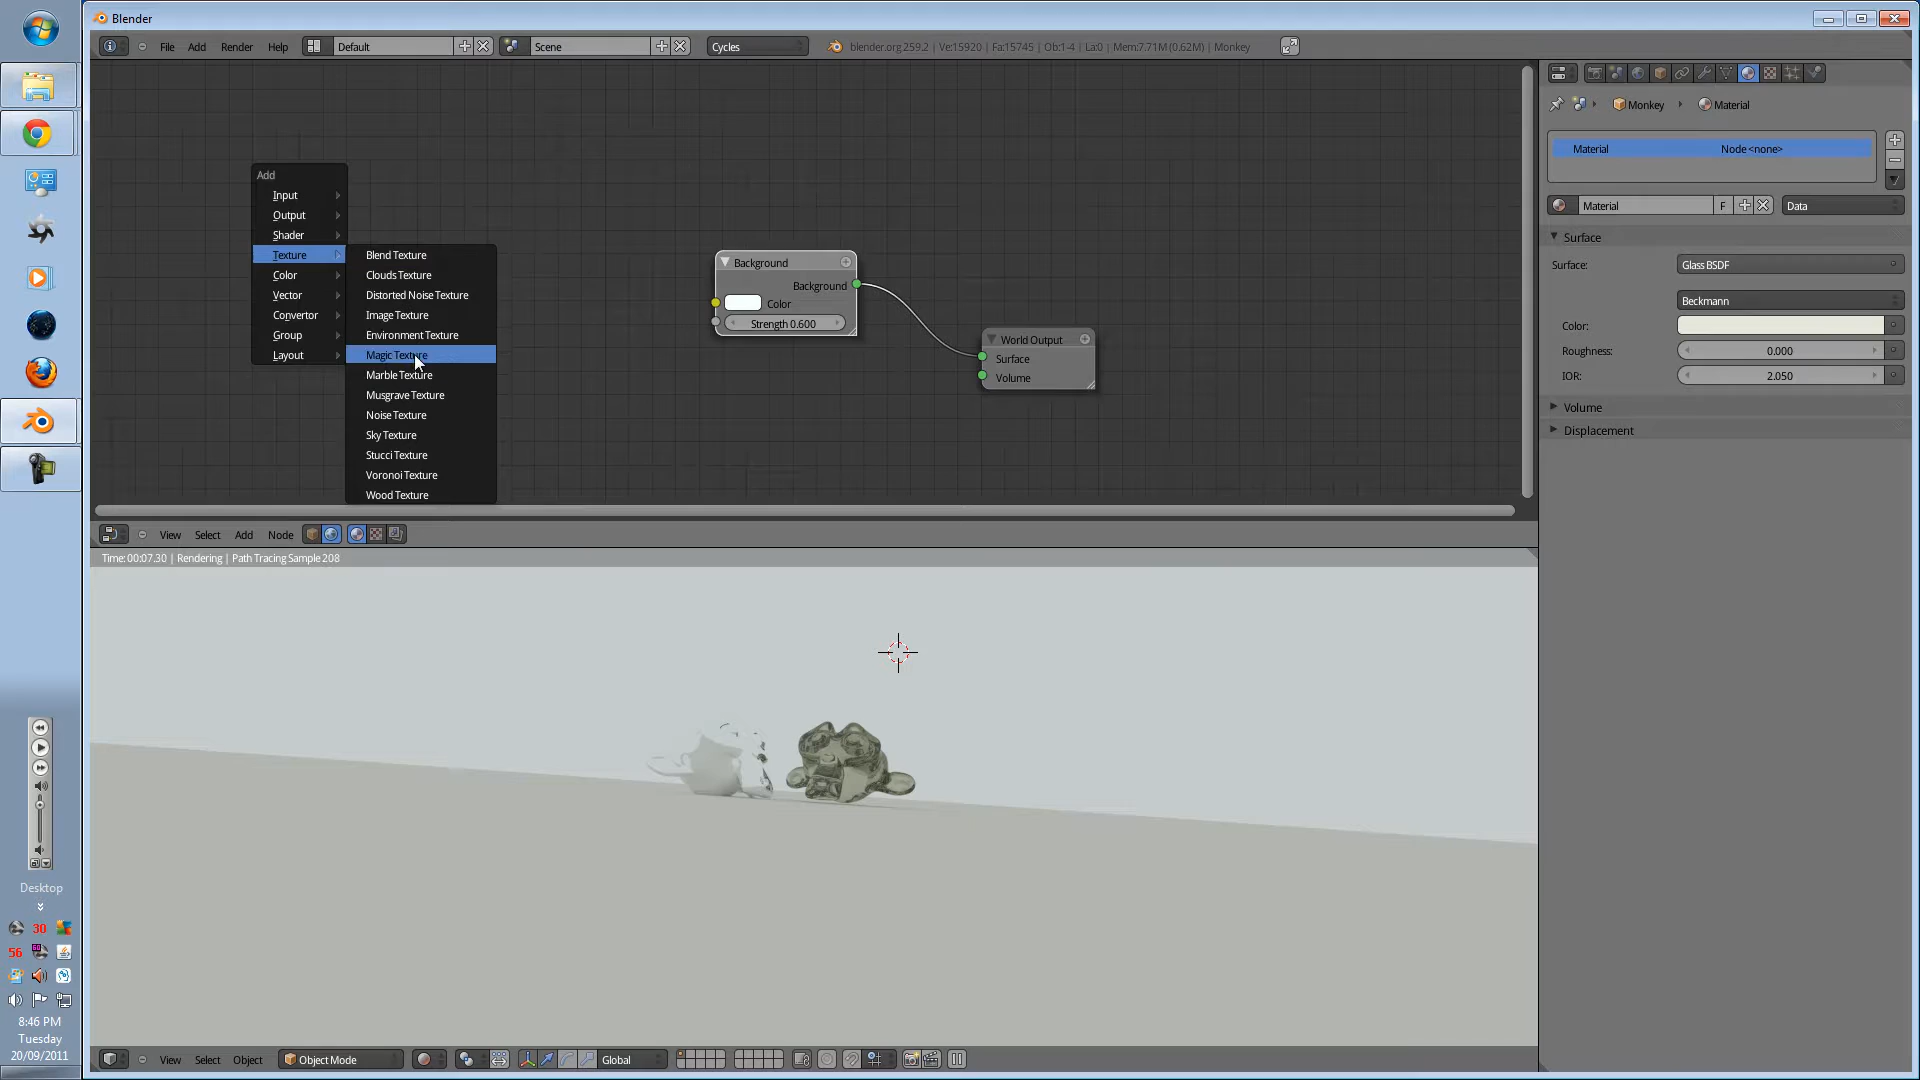 Blender
File Add Render Help Default Scene Cycles blender.org 259.2 | Ve:15920 | Fa:15745 | Ob:1-4 | La:0 | Mem:7.71M (0.62M) | Monkey
Monkey Material
Add
Input
Output
Shader
Texture
Color
Vector
Convertor
Group
Layout
Blend Texture
Clouds Texture
Distorted Noise Texture
Image Texture
Environment Texture
Magic Texture
Marble Texture
Musgrave Texture
Noise Texture
Sky Texture
Stucci Texture
Voronoi Texture
Wood Texture
Background
Background
Color
Strength 0.600
World Output
Surface
Volume
Material Node <none>
Material F Data
Surface
Surface: Glass BSDF
Beckmann
Color:
Roughness: 0.000
IOR: 2.050
Volume
Displacement
View Select Add Node
Time:00:07.30 | Rendering | Path Tracing Sample 208
View Select Object Object Mode Global
Desktop
30
56
8:46 PM
Tuesday
20/09/2011